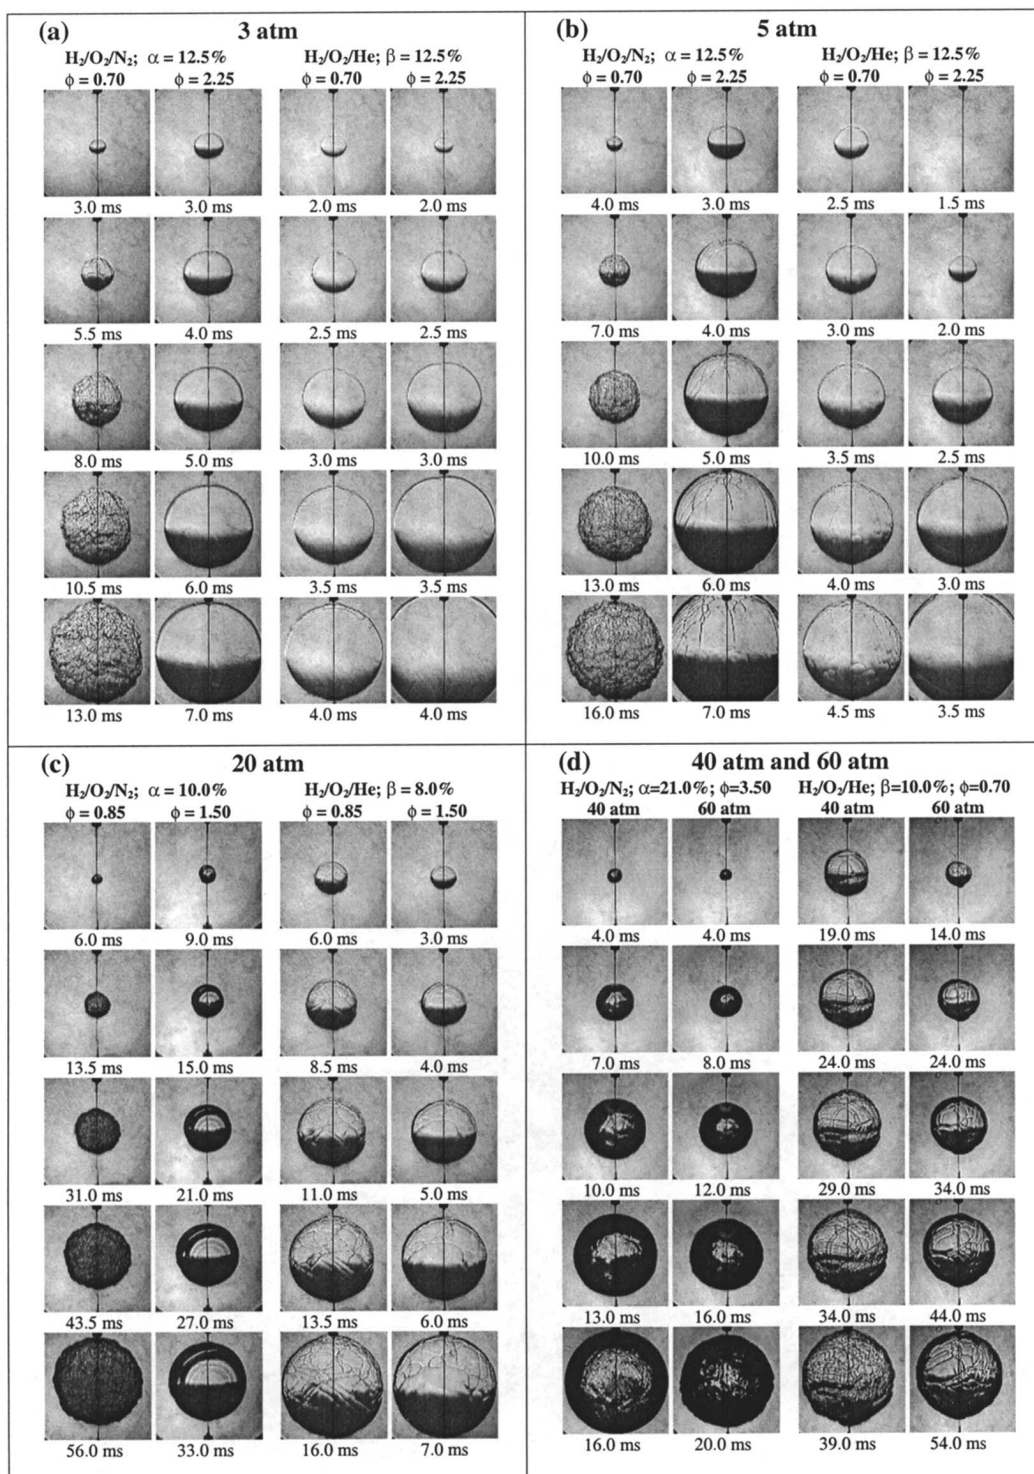 (a) 3 atm
H₂/O₂/N₂; α = 12.5% H₂/O₂/He; β = 12.5%
ϕ = 0.70 ϕ = 2.25 ϕ = 0.70 ϕ = 2.25
3.0 ms 3.0 ms 2.0 ms 2.0 ms
5.5 ms 4.0 ms 2.5 ms 2.5 ms
8.0 ms 5.0 ms 3.0 ms 3.0 ms
10.5 ms 6.0 ms 3.5 ms 3.5 ms
13.0 ms 7.0 ms 4.0 ms 4.0 ms
(b) 5 atm
H₂/O₂/N₂; α = 12.5% H₂/O₂/He; β = 12.5%
ϕ = 0.70 ϕ = 2.25 ϕ = 0.70 ϕ = 2.25
4.0 ms 3.0 ms 2.5 ms 1.5 ms
7.0 ms 4.0 ms 3.0 ms 2.0 ms
10.0 ms 5.0 ms 3.5 ms 2.5 ms
13.0 ms 6.0 ms 4.0 ms 3.0 ms
16.0 ms 7.0 ms 4.5 ms 3.5 ms
(c) 20 atm
H₂/O₂/N₂; α = 10.0% H₂/O₂/He; β = 8.0%
ϕ = 0.85 ϕ = 1.50 ϕ = 0.85 ϕ = 1.50
6.0 ms 9.0 ms 6.0 ms 3.0 ms
13.5 ms 15.0 ms 8.5 ms 4.0 ms
31.0 ms 21.0 ms 11.0 ms 5.0 ms
43.5 ms 27.0 ms 13.5 ms 6.0 ms
56.0 ms 33.0 ms 16.0 ms 7.0 ms
(d) 40 atm and 60 atm
H₂/O₂/N₂; α=21.0%; ϕ=3.50 H₂/O₂/He; β=10.0%; ϕ=0.70
40 atm 60 atm 40 atm 60 atm
4.0 ms 4.0 ms 19.0 ms 14.0 ms
7.0 ms 8.0 ms 24.0 ms 24.0 ms
10.0 ms 12.0 ms 29.0 ms 34.0 ms
13.0 ms 16.0 ms 34.0 ms 44.0 ms
16.0 ms 20.0 ms 39.0 ms 54.0 ms